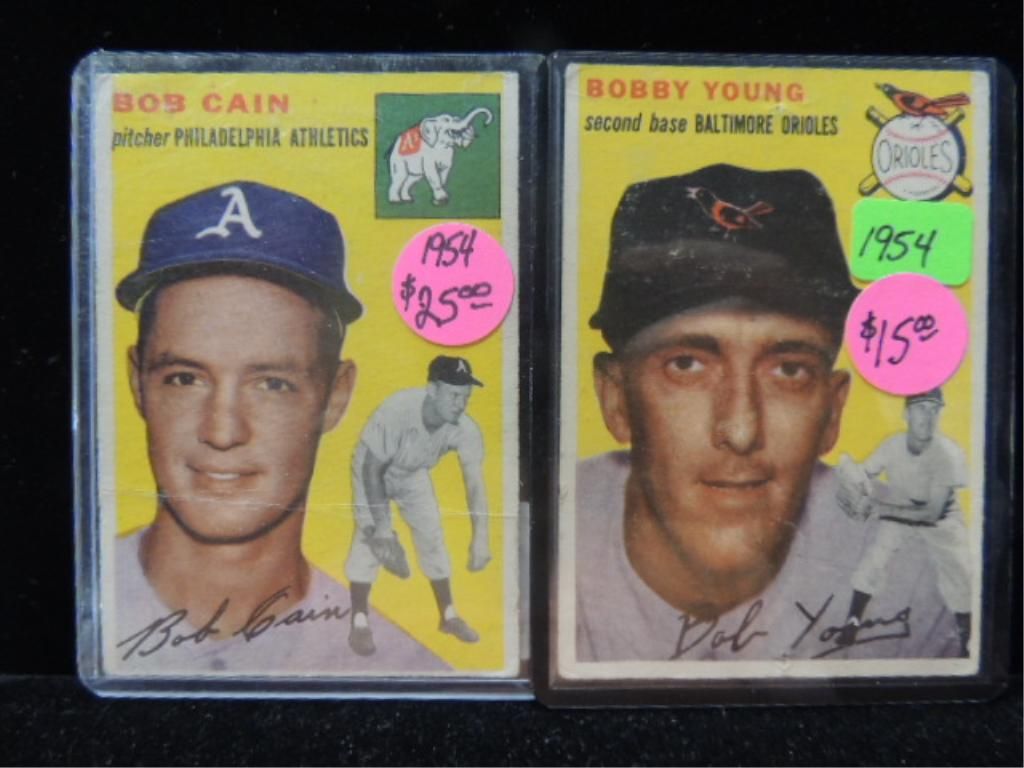 BOB CAIN
pitcher PHILADELPHIA ATHLETICS
A
1954
$25.00
A
Bob Cain
BOBBY YOUNG
second base BALTIMORE ORIOLES
ORIOLES
1954
$15.00
Bob Young